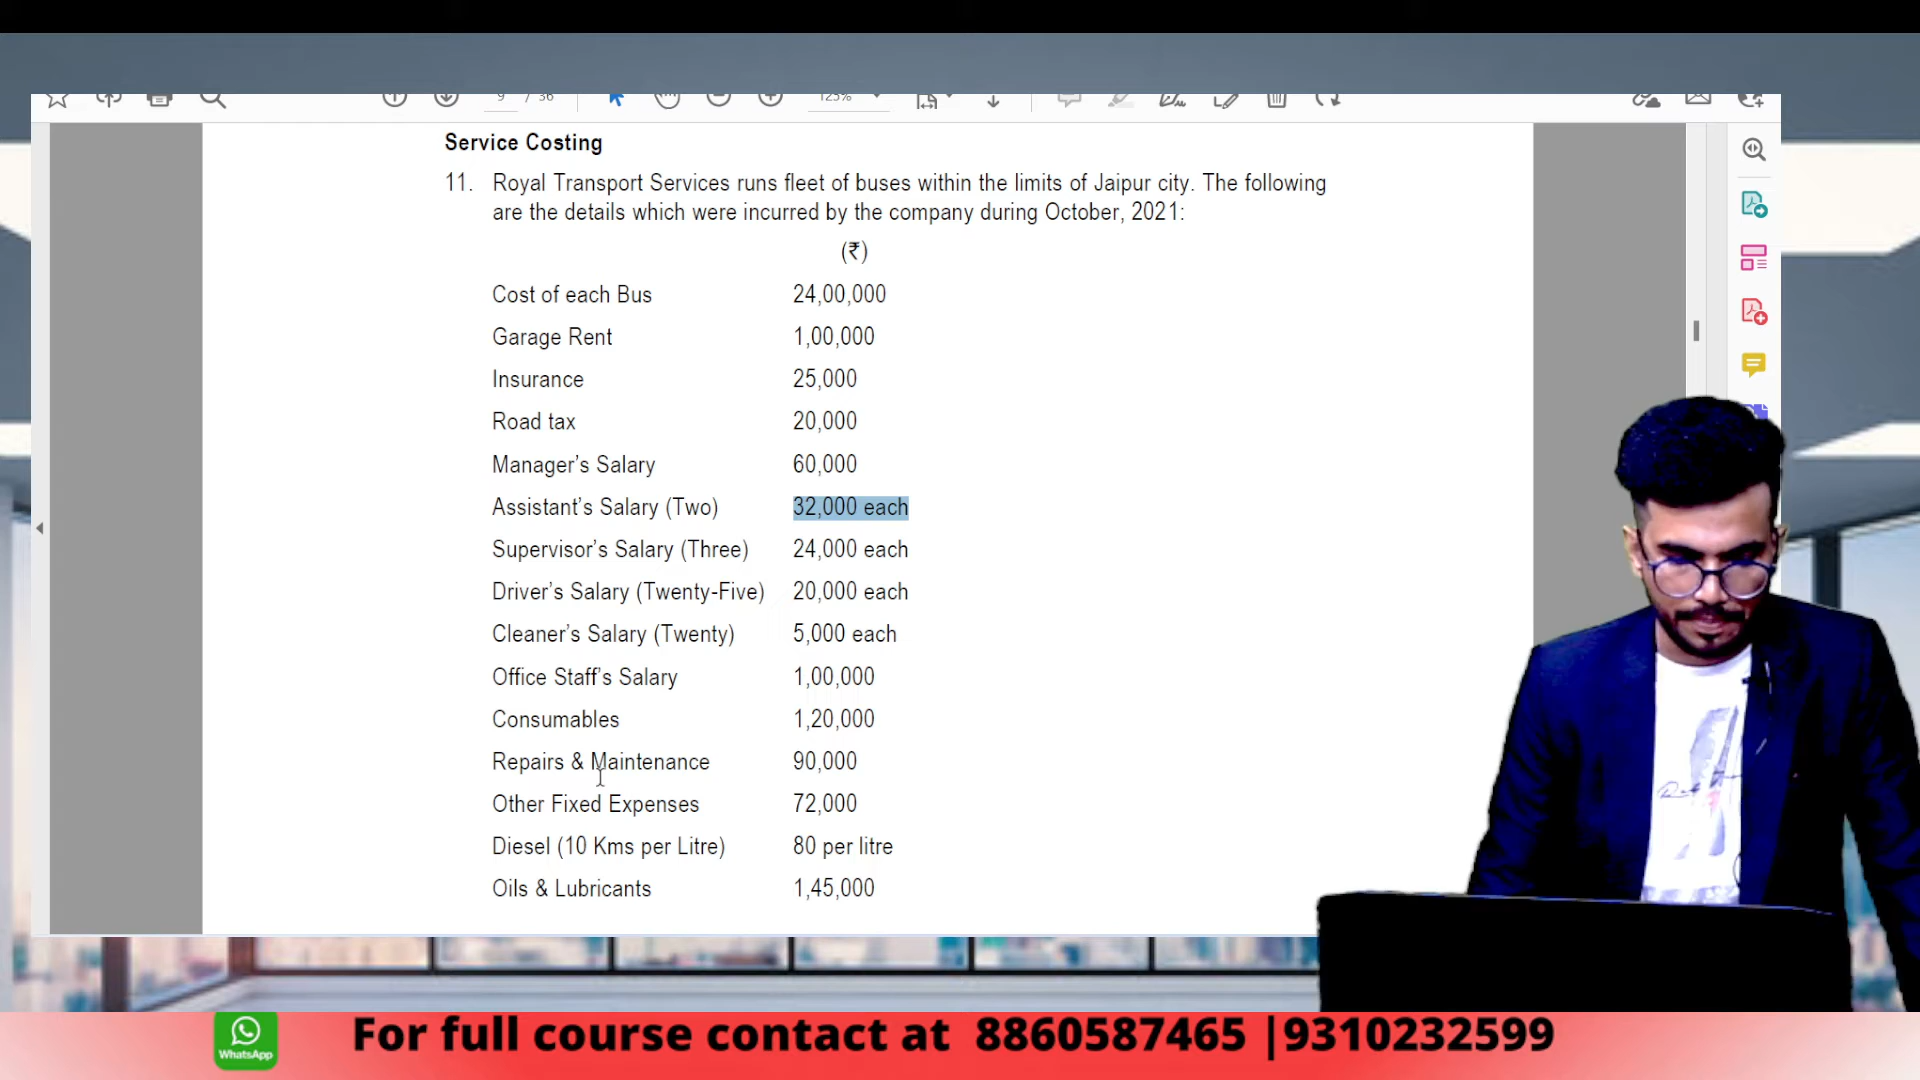 9 / 36
125%
Service Costing
11. Royal Transport Services runs fleet of buses within the limits of Jaipur city. The following
are the details which were incurred by the company during October, 2021:
(₹)
Cost of each Bus 24,00,000
Garage Rent 1,00,000
Insurance 25,000
Road tax 20,000
Manager’s Salary 60,000
Assistant’s Salary (Two) 32,000 each
Supervisor’s Salary (Three) 24,000 each
Driver’s Salary (Twenty-Five) 20,000 each
Cleaner’s Salary (Twenty) 5,000 each
Office Staff’s Salary 1,00,000
Consumables 1,20,000
Repairs & Maintenance 90,000
Other Fixed Expenses 72,000
Diesel (10 Kms per Litre) 80 per litre
Oils & Lubricants 1,45,000
WhatsApp
For full course contact at 8860587465 |9310232599